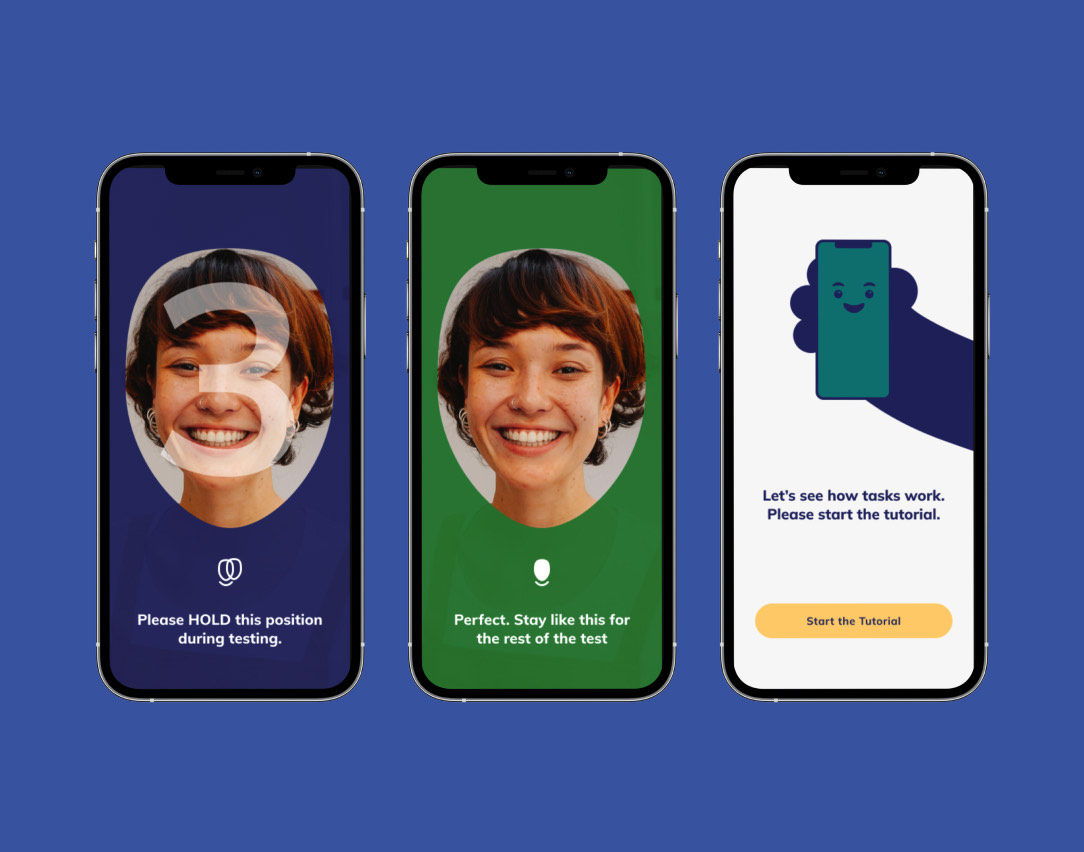 3
Please HOLD this position
during testing.
Perfect. Stay like this for
the rest of the test
Let’s see how tasks work.
Please start the tutorial.
Start the Tutorial